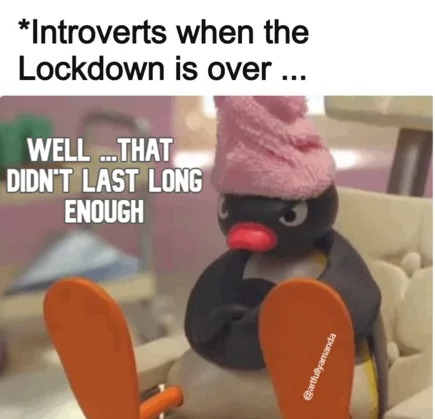 *Introverts when the
Lockdown is over ...
WELL ...THAT
DIDN'T LAST LONG
ENOUGH
@artfullyamanda